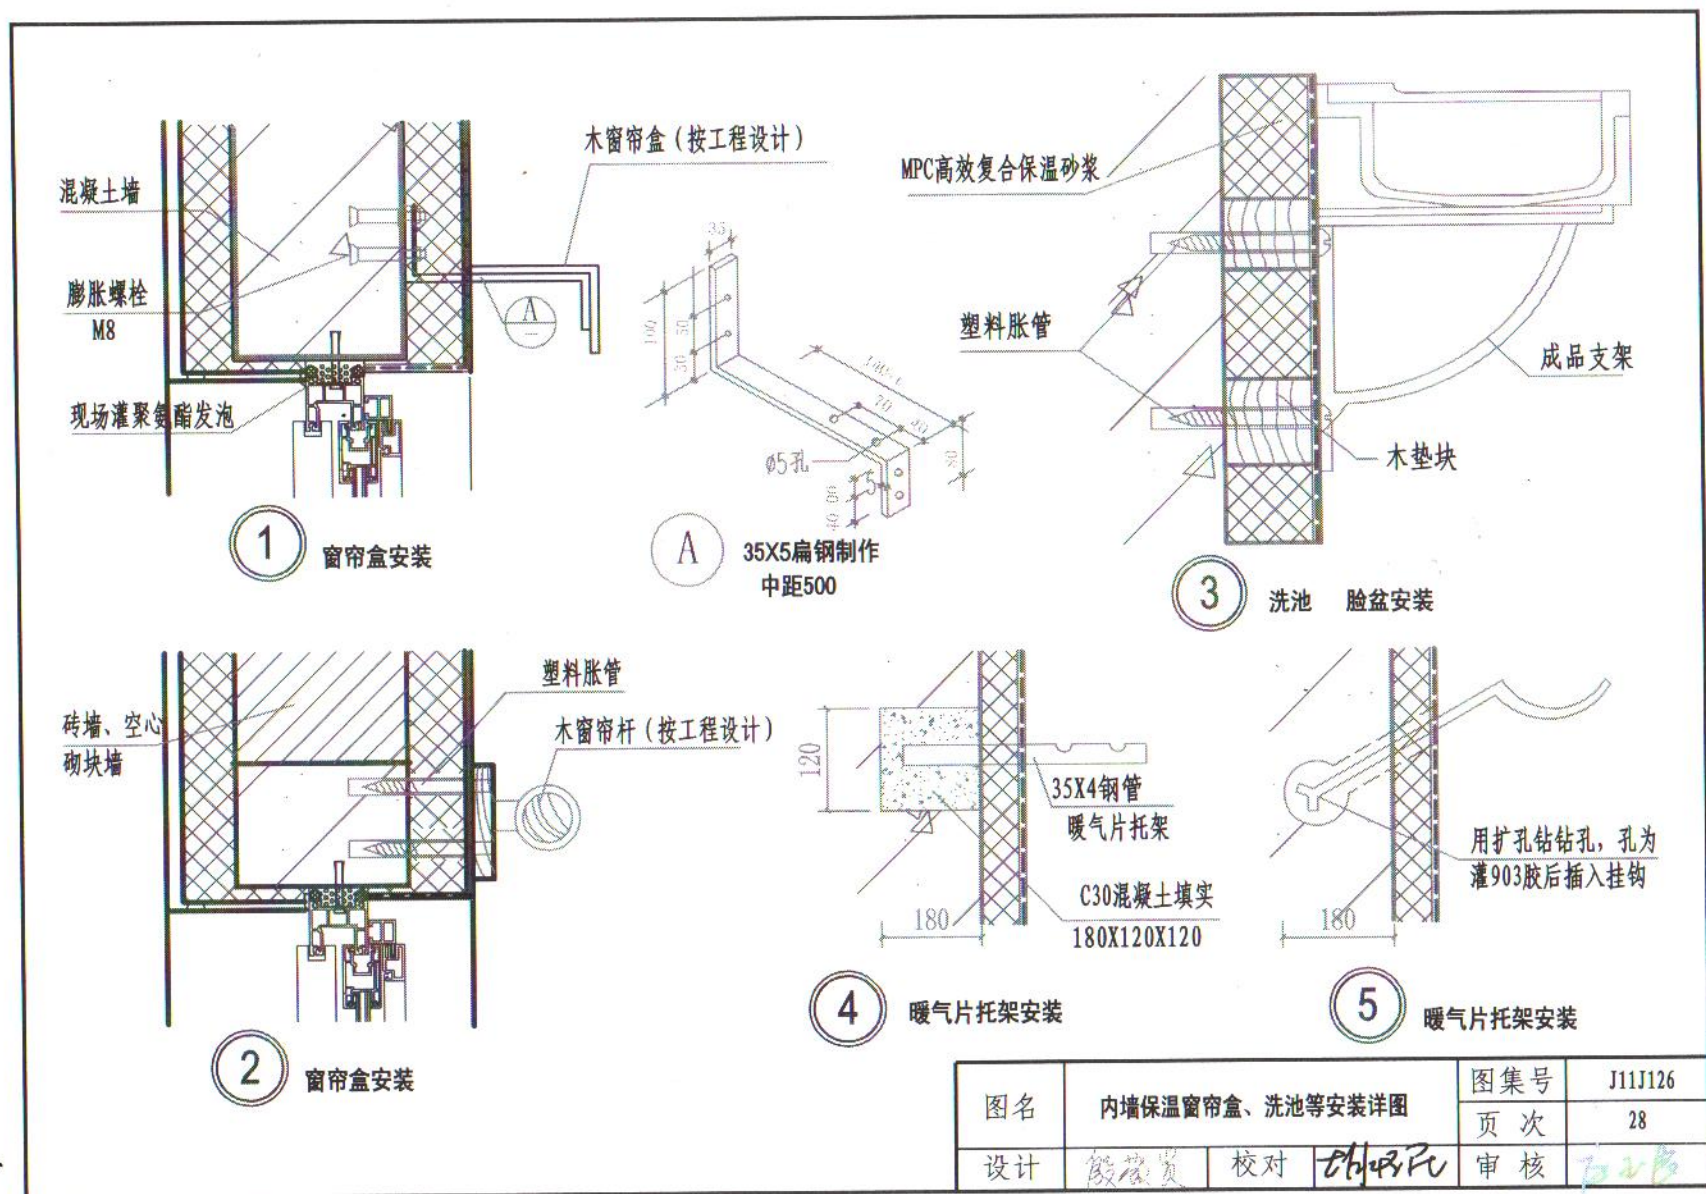 混凝土墙
膨胀螺栓
M8
现场灌聚氨酯发泡
木窗帘盒（按工程设计）
A
1
窗帘盒安装
35
100
50
30
70
Ø5孔
5
A
35X5扁钢制作
中距500
MPC高效复合保温砂浆
塑料胀管
成品支架
木垫块
3
洗池 脸盆安装
砖墙、空心
砌块墙
塑料胀管
木窗帘杆（按工程设计）
2
窗帘盒安装
120
35X4钢管
暖气片托架
C30混凝土填实
180X120X120
180
4
暖气片托架安装
用扩孔钻钻孔，孔为
灌903胶后插入挂钩
180
5
暖气片托架安装
图名
内墙保温窗帘盒、洗池等安装详图
图集号
J11J126
页 次
28
设计
校对
审 核